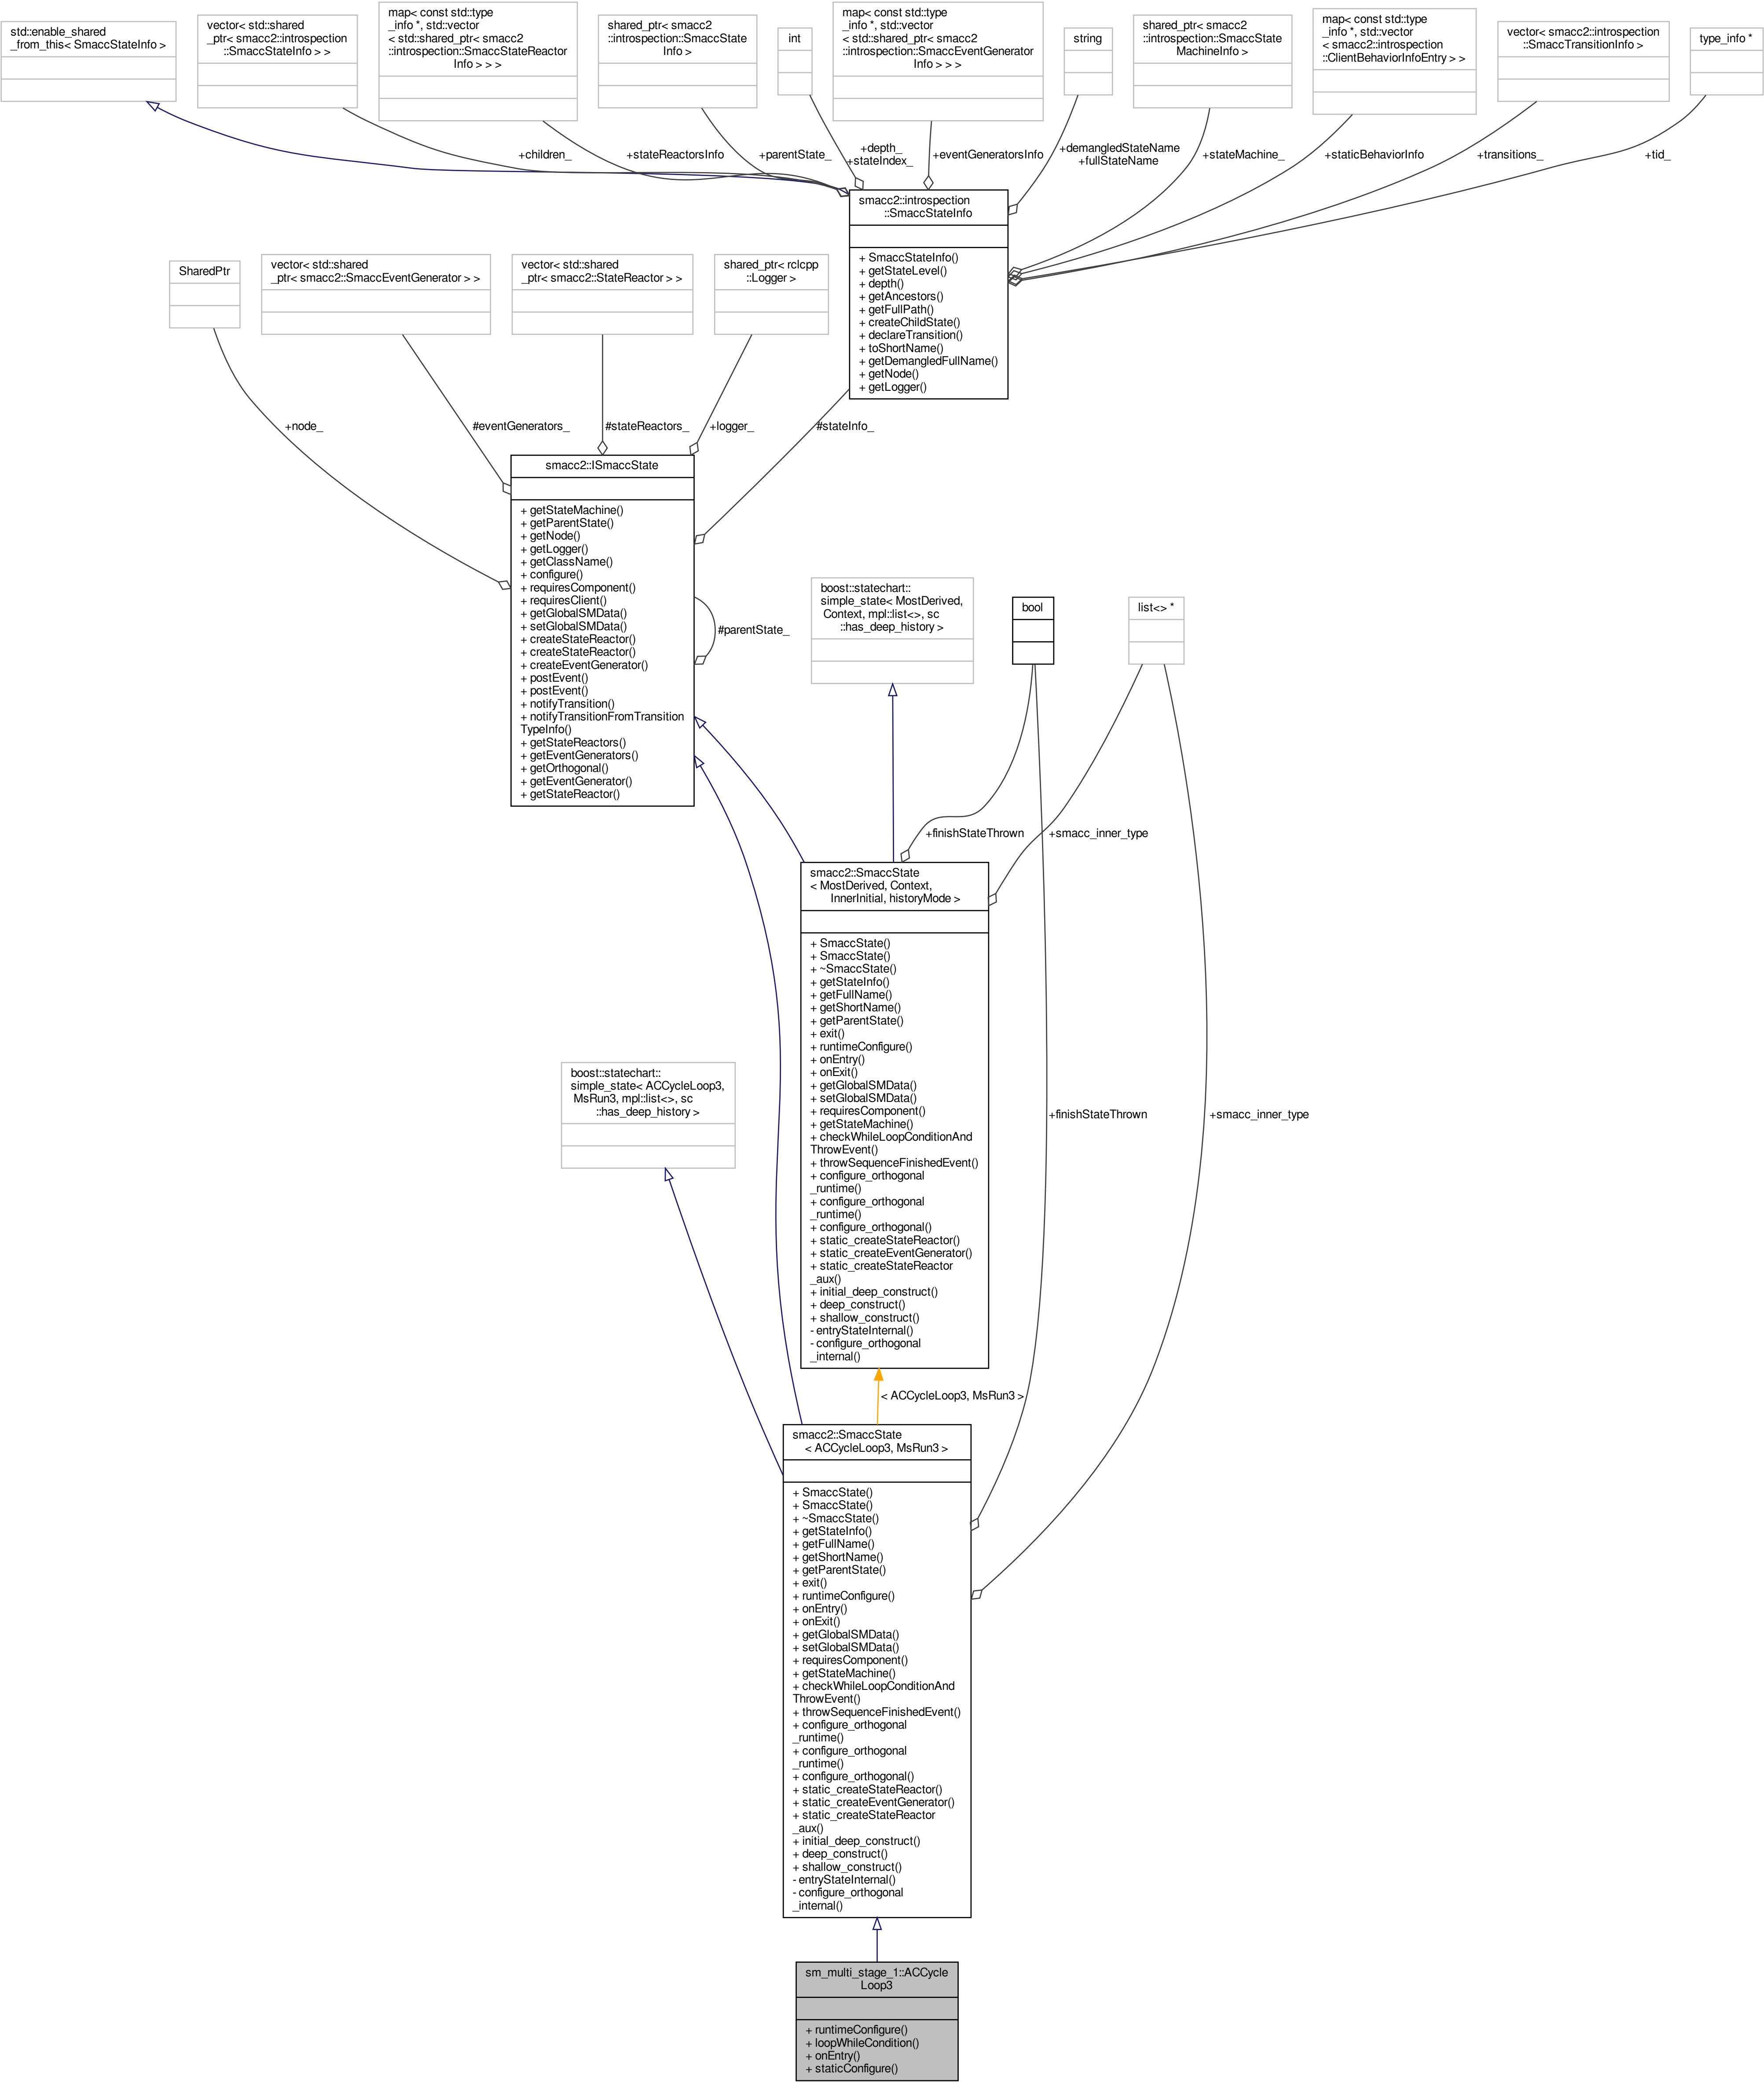 std::enable_shared
_from_this< SmaccStateInfo >
vector< std::shared
_ptr< smacc2::introspection
::SmaccStateInfo > >
map< const std::type
_info *, std::vector
< std::shared_ptr< smacc2
::introspection::SmaccStateReactor
Info > > >
shared_ptr< smacc2
::introspection::SmaccState
Info >
int
map< const std::type
_info *, std::vector
< std::shared_ptr< smacc2
::introspection::SmaccEventGenerator
Info > > >
string
shared_ptr< smacc2
::introspection::SmaccState
MachineInfo >
map< const std::type
_info *, std::vector
< smacc2::introspection
::ClientBehaviorInfoEntry > >
vector< smacc2::introspection
::SmaccTransitionInfo >
type_info *
+children_
+stateReactorsInfo
+parentState_
+depth_
+stateIndex_
+eventGeneratorsInfo
+demangledStateName
+fullStateName
+stateMachine_
+staticBehaviorInfo
+transitions_
+tid_
smacc2::introspection
::SmaccStateInfo
+ SmaccStateInfo()
+ getStateLevel()
+ depth()
+ getAncestors()
+ getFullPath()
+ createChildState()
+ declareTransition()
+ toShortName()
+ getDemangledFullName()
+ getNode()
+ getLogger()
SharedPtr
vector< std::shared
_ptr< smacc2::SmaccEventGenerator > >
vector< std::shared
_ptr< smacc2::StateReactor > >
shared_ptr< rclcpp
::Logger >
+node_
#eventGenerators_
#stateReactors_
+logger_
#stateInfo_
smacc2::ISmaccState
+ getStateMachine()
+ getParentState()
+ getNode()
+ getLogger()
+ getClassName()
+ configure()
+ requiresComponent()
+ requiresClient()
+ getGlobalSMData()
+ setGlobalSMData()
+ createStateReactor()
+ createStateReactor()
+ createEventGenerator()
+ postEvent()
+ postEvent()
+ notifyTransition()
+ notifyTransitionFromTransition
TypeInfo()
+ getStateReactors()
+ getEventGenerators()
+ getOrthogonal()
+ getEventGenerator()
+ getStateReactor()
#parentState_
boost::statechart::
simple_state< MostDerived,
Context, mpl::list<>, sc
::has_deep_history >
bool
list<> *
+finishStateThrown
+smacc_inner_type
smacc2::SmaccState
< MostDerived, Context,
InnerInitial, historyMode >
+ SmaccState()
+ SmaccState()
+ ~SmaccState()
+ getStateInfo()
+ getFullName()
+ getShortName()
+ getParentState()
+ exit()
+ runtimeConfigure()
+ onEntry()
+ onExit()
+ getGlobalSMData()
+ setGlobalSMData()
+ requiresComponent()
+ getStateMachine()
+ checkWhileLoopConditionAnd
ThrowEvent()
+ throwSequenceFinishedEvent()
+ configure_orthogonal
_runtime()
+ configure_orthogonal
_runtime()
+ configure_orthogonal()
+ static_createStateReactor()
+ static_createEventGenerator()
+ static_createStateReactor
_aux()
+ initial_deep_construct()
+ deep_construct()
+ shallow_construct()
- entryStateInternal()
- configure_orthogonal
_internal()
boost::statechart::
simple_state< ACCycleLoop3,
MsRun3, mpl::list<>, sc
::has_deep_history >
+finishStateThrown
+smacc_inner_type
< ACCycleLoop3, MsRun3 >
smacc2::SmaccState
< ACCycleLoop3, MsRun3 >
+ SmaccState()
+ SmaccState()
+ ~SmaccState()
+ getStateInfo()
+ getFullName()
+ getShortName()
+ getParentState()
+ exit()
+ runtimeConfigure()
+ onEntry()
+ onExit()
+ getGlobalSMData()
+ setGlobalSMData()
+ requiresComponent()
+ getStateMachine()
+ checkWhileLoopConditionAnd
ThrowEvent()
+ throwSequenceFinishedEvent()
+ configure_orthogonal
_runtime()
+ configure_orthogonal
_runtime()
+ configure_orthogonal()
+ static_createStateReactor()
+ static_createEventGenerator()
+ static_createStateReactor
_aux()
+ initial_deep_construct()
+ deep_construct()
+ shallow_construct()
- entryStateInternal()
- configure_orthogonal
_internal()
sm_multi_stage_1::ACCycle
Loop3
+ runtimeConfigure()
+ loopWhileCondition()
+ onEntry()
+ staticConfigure()